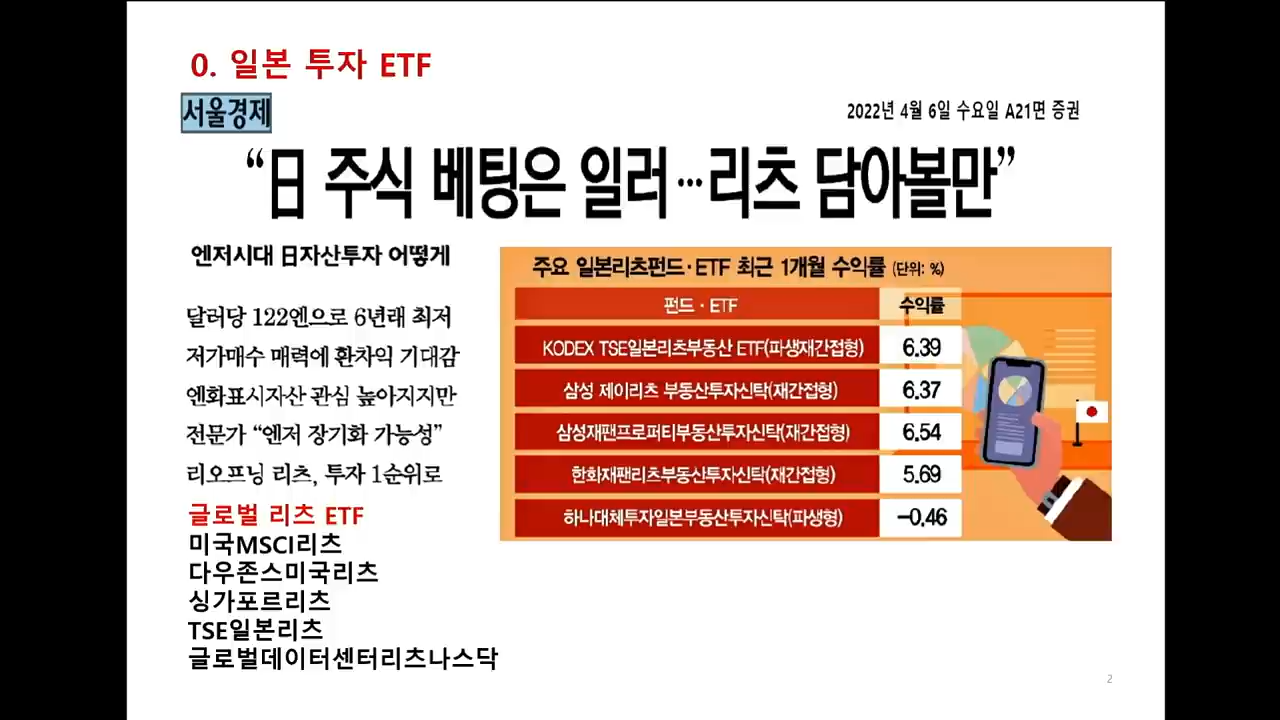 0. 일본 투자 ETF
서울경제
2022년 4월 6일 수요일 A21면 증권
“日 주식 베팅은 일러…리츠 담아볼만”
엔저시대 日자산투자 어떻게
달러당 122엔으로 6년래 최저
저가매수 매력에 환차익 기대감
엔화표시자산 관심 높아지지만
전문가 “엔저 장기화 가능성”
리오프닝 리츠, 투자 1순위로
글로벌 리츠 ETF
미국MSCI리츠
다우존스미국리츠
싱가포르리츠
TSE일본리츠
글로벌데이터센터리츠나스닥
주요 일본리츠펀드·ETF 최근 1개월 수익률 (단위: %)
펀드·ETF 수익률
KODEX TSE일본리츠부동산 ETF(파생재간접형) 6.39
삼성 제이리츠 부동산투자신탁(재간접형) 6.37
삼성재팬프로퍼티부동산투자신탁(재간접형) 6.54
한화재팬리츠부동산투자신탁(재간접형) 5.69
하나대체투자일본부동산투자신탁(파생형) -0.46
2